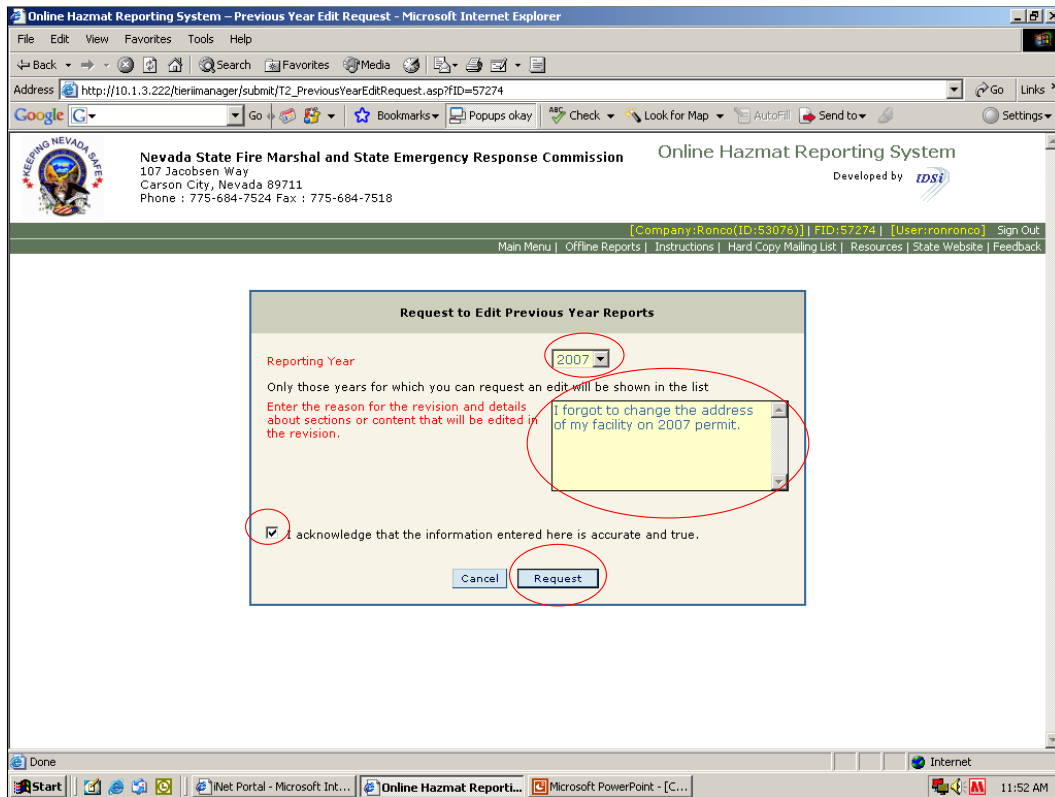 Online Hazmat Reporting System – Previous Year Edit Request - Microsoft Internet Explorer
File Edit View Favorites Tools Help
Back Search Favorites Media
Address http://10.1.3.222/tieriimanager/submit/T2_PreviousYearEditRequest.asp?fID=57274 Go Links
Google G Go Bookmarks Popups okay ABC Check Look for Map AutoFill Send to Settings
KEEPING NEVADA SAFE
Nevada State Fire Marshal and State Emergency Response Commission
107 Jacobsen Way
Carson City, Nevada 89711
Phone : 775-684-7524 Fax : 775-684-7518
Online Hazmat Reporting System
Developed by IDSi
[Company:Ronco(ID:53076)] | FID:57274 | [User:ronronco] Sign Out
Main Menu | Offline Reports | Instructions | Hard Copy Mailing List | Resources | State Website | Feedback
Request to Edit Previous Year Reports
Reporting Year 2007
Only those years for which you can request an edit will be shown in the list
Enter the reason for the revision and details
about sections or content that will be edited in
the revision.
I forgot to change the address
of my facility on 2007 permit.
I acknowledge that the information entered here is accurate and true.
Cancel Request
Done Internet
Start iNet Portal - Microsoft Int... Online Hazmat Reporti... Microsoft PowerPoint - [C... 11:52 AM